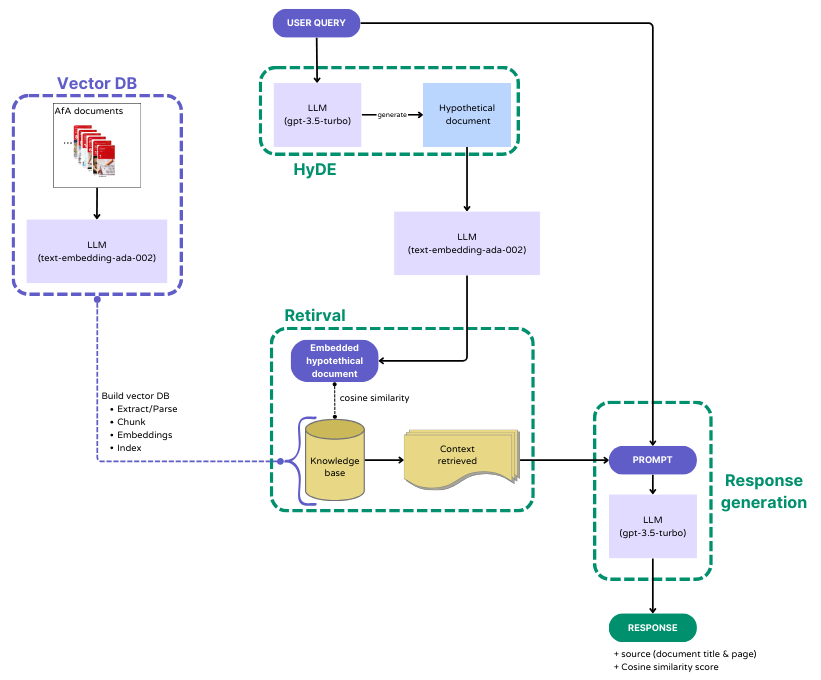 USER QUERY
Vector DB
AfA documents
...
LLM
(text-embedding-ada-002)
LLM
(gpt-3.5-turbo)
generate
Hypothetical
document
HyDE
LLM
(text-embedding-ada-002)
Retirval
Embedded
hypotethical
document
cosine similarity
Build vector DB
• Extract/Parse
• Chunk
• Embeddings
• Index
Knowledge
base
Context
retrieved
PROMPT
LLM
(gpt-3.5-turbo)
Response
generation
RESPONSE
+ source (document title & page)
+ Cosine similarity score